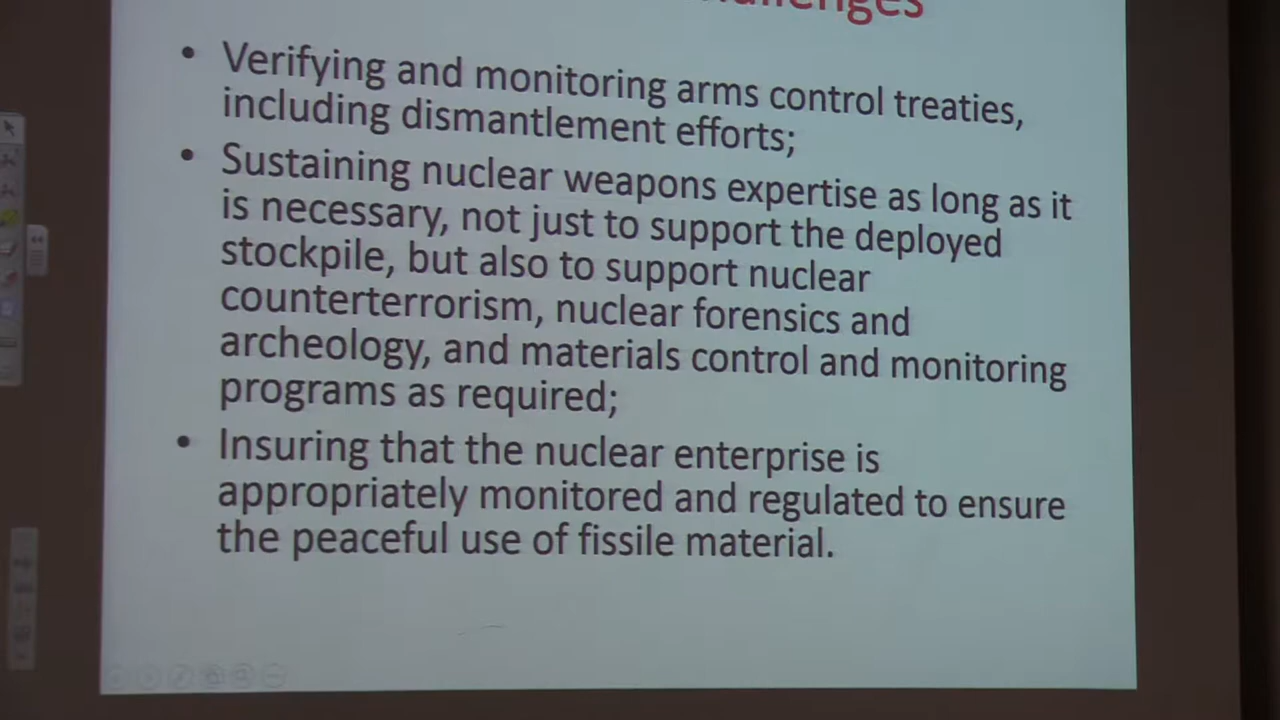 • Verifying and monitoring arms control treaties,
including dismantlement efforts;
• Sustaining nuclear weapons expertise as long as it
is necessary, not just to support the deployed
stockpile, but also to support nuclear
counterterrorism, nuclear forensics and
archeology, and materials control and monitoring
programs as required;
• Insuring that the nuclear enterprise is
appropriately monitored and regulated to ensure
the peaceful use of fissile material.